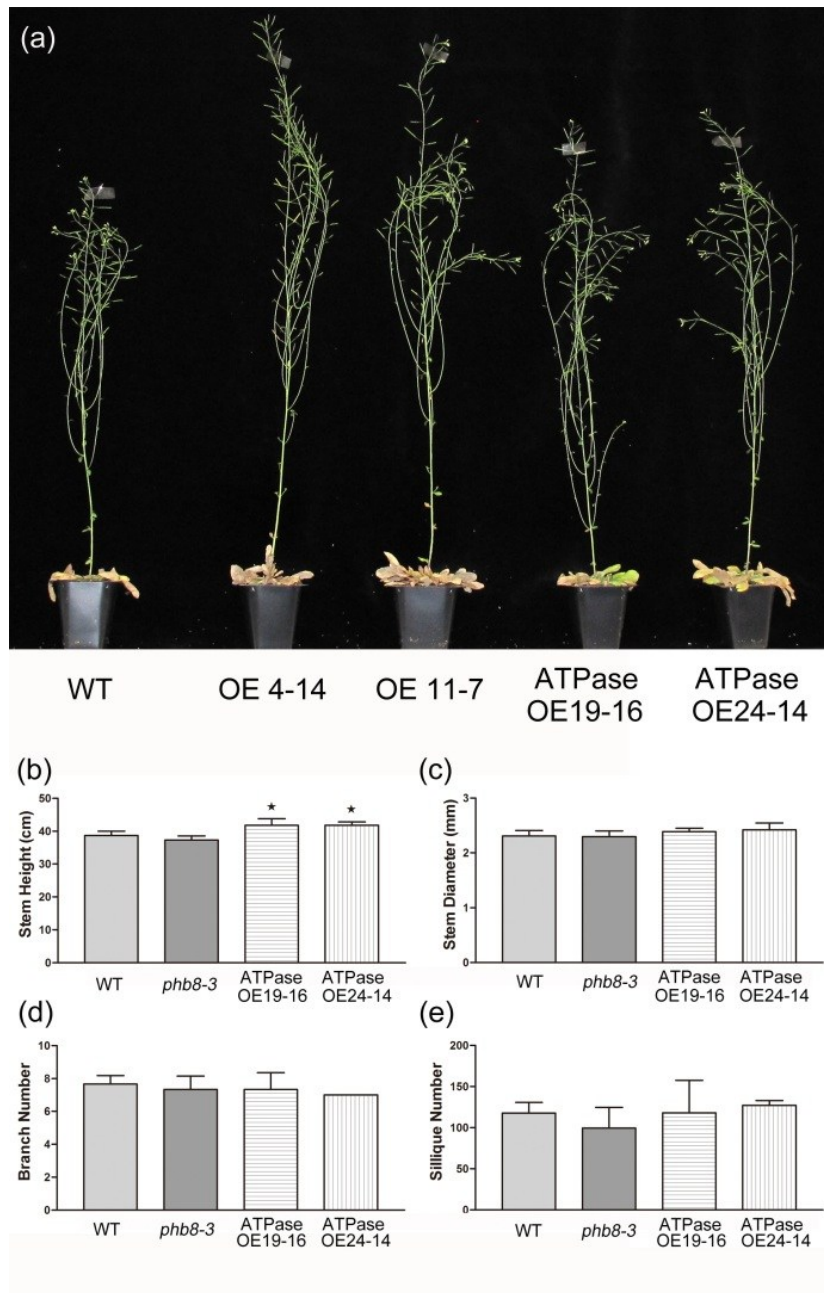 (a)
WT
OE 4-14
OE 11-7
ATPase
OE19-16
ATPase
OE24-14
(b)
Stem Height (cm)
50
40
30
20
10
0
★
★
WT
phb8-3
ATPase
OE19-16
ATPase
OE24-14
(c)
Stem Diameter (mm)
3
2
1
0
WT
phb8-3
ATPase
OE19-16
ATPase
OE24-14
(d)
Branch Number
10
8
6
4
2
0
WT
phb8-3
ATPase
OE19-16
ATPase
OE24-14
(e)
Sillique Number
200
150
100
50
0
WT
phb8-3
ATPase
OE19-16
ATPase
OE24-14